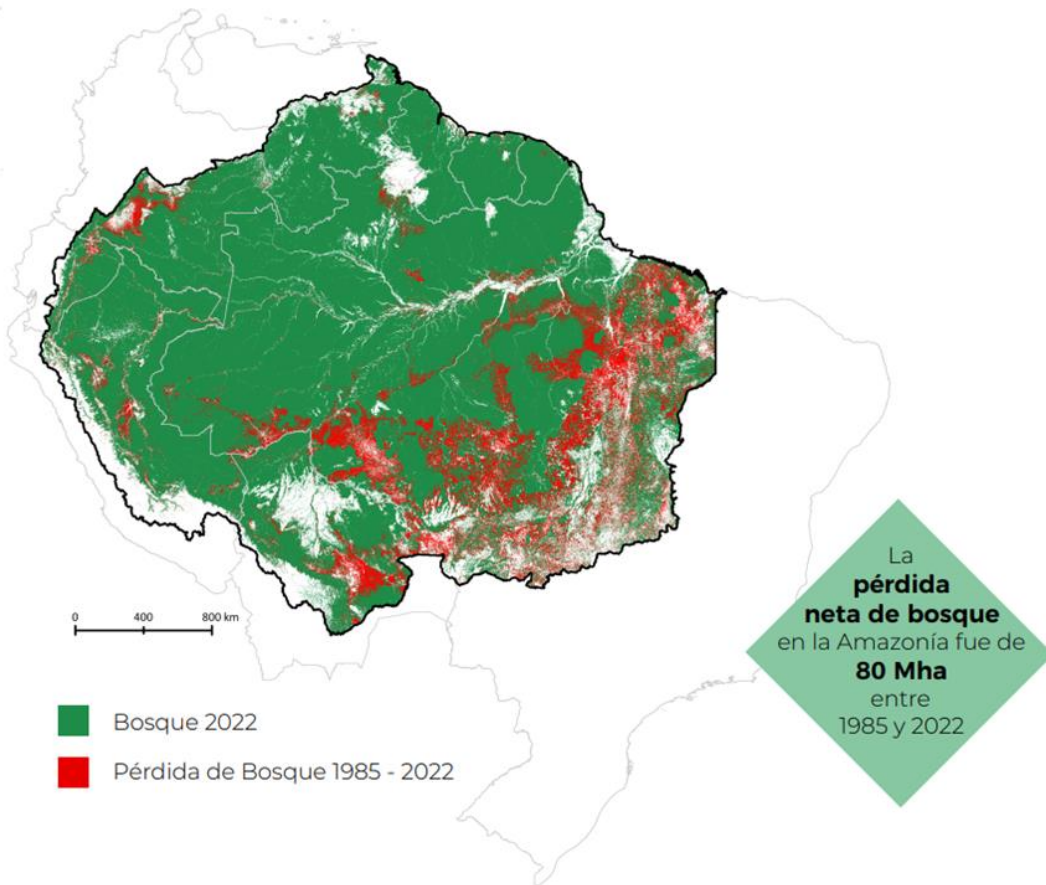 0 400 800 km
Bosque 2022
Pérdida de Bosque 1985 - 2022
La
pérdida
neta de bosque
en la Amazonía fue de
80 Mha
entre
1985 y 2022